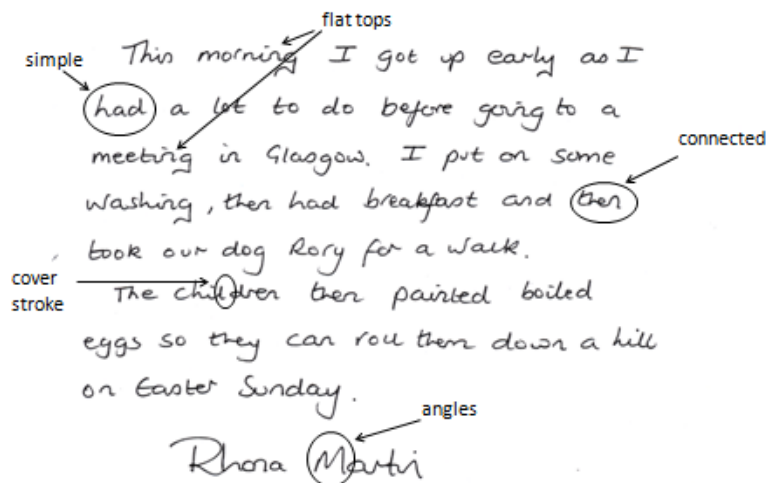 flat tops
This morning I got up early as I
simple
had a lot to do before going to a
connected
meeting in Glasgow. I put on some
washing, then had breakfast and then
took our dog Rory for a walk.
cover
stroke
The children then painted boiled
eggs so they can roll them down a hill
on Easter Sunday.
angles
Rhona Martin